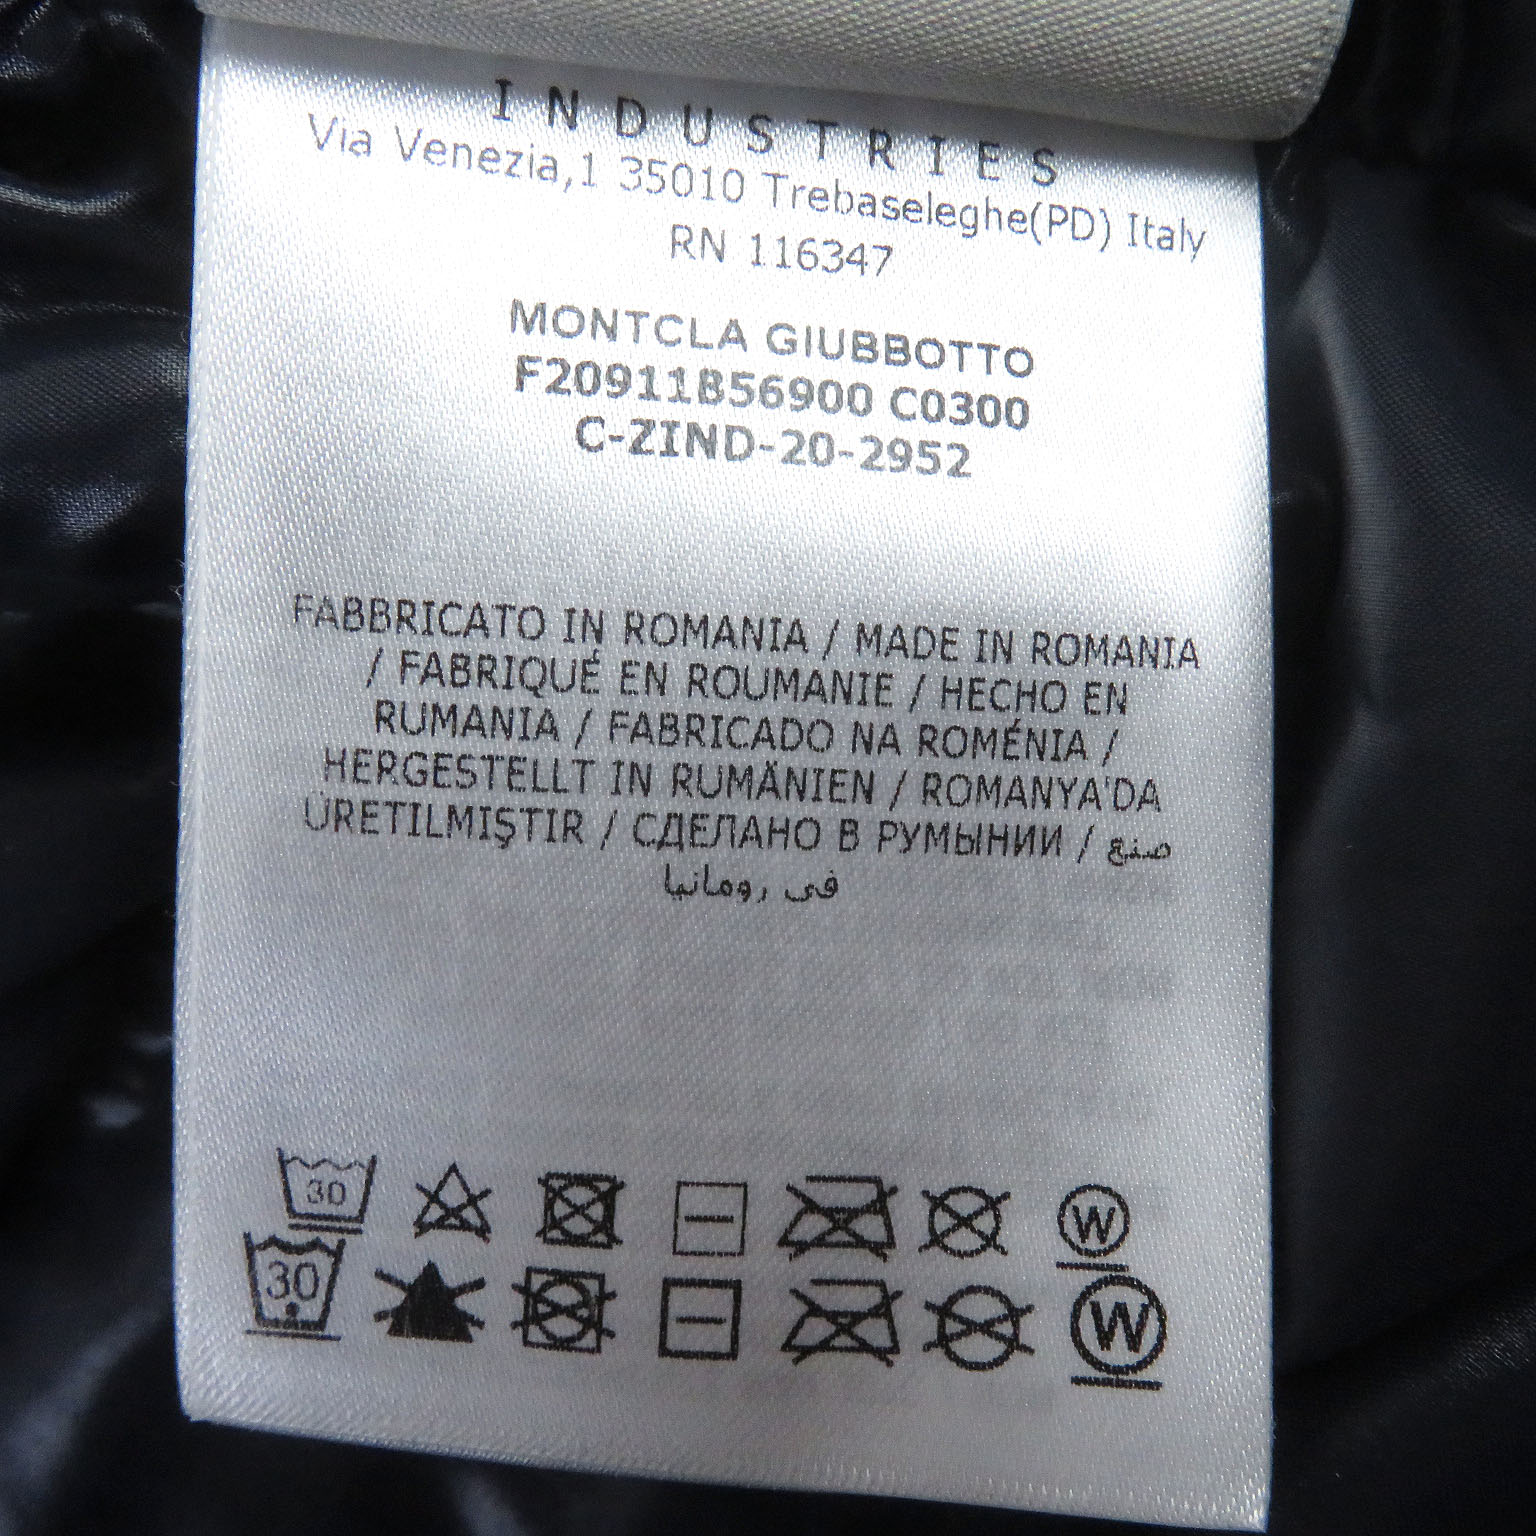 INDUSTRIES
Via Venezia,1 35010 Trebaseleghe(PD) Italy
RN 116347
MONTCLA GIUBBOTTO
F20911B56900 C0300
C-ZIND-20-2952
FABBRICATO IN ROMANIA / MADE IN ROMANIA
/ FABRIQUÉ EN ROUMANIE / HECHO EN
RUMANIA / FABRICADO NA ROMÉNIA /
HERGESTELLT IN RUMÄNIEN / ROMANYA'DA
ÜRETILMIŞTIR / СДЕЛАНО В РУМЫНИИ / صنع
في رومانيا
30 W
30 W